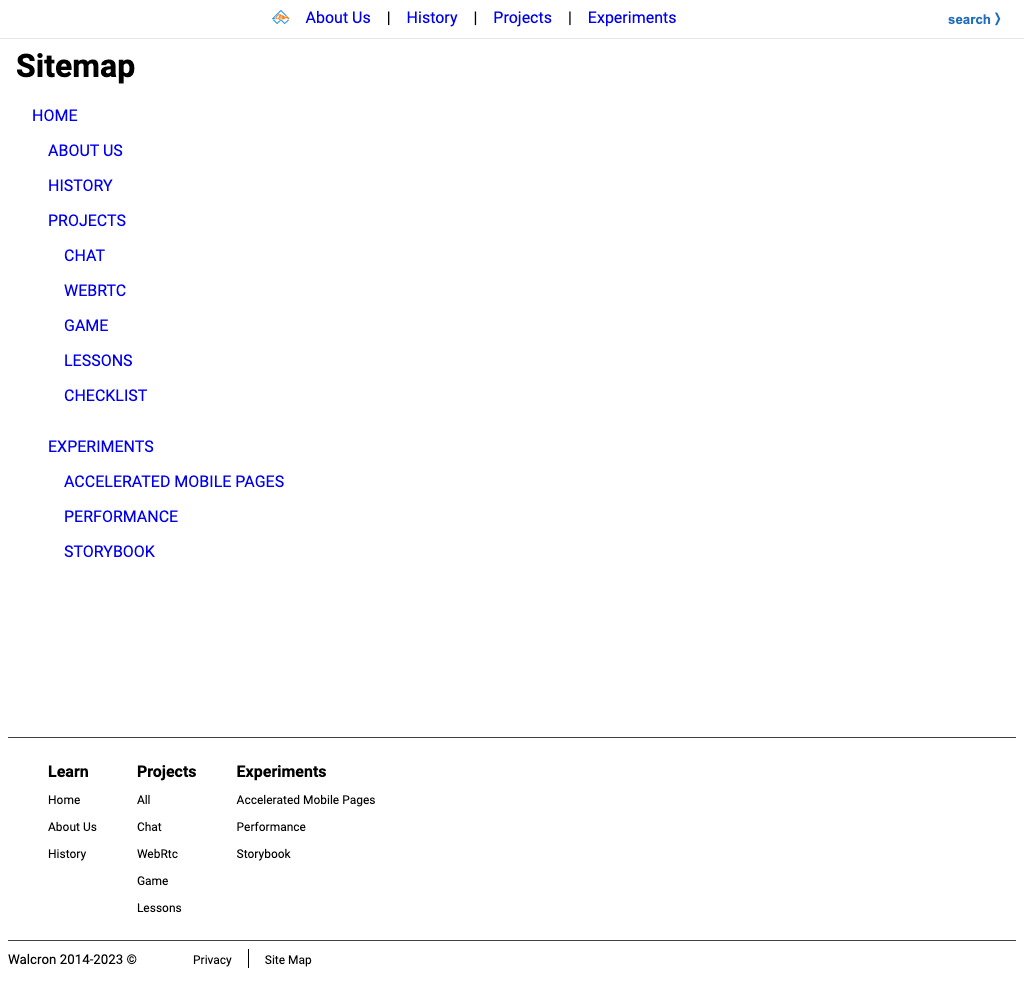 About Us | History | Projects | Experiments search ❭
Sitemap
HOME
ABOUT US
HISTORY
PROJECTS
CHAT
WEBRTC
GAME
LESSONS
CHECKLIST
EXPERIMENTS
ACCELERATED MOBILE PAGES
PERFORMANCE
STORYBOOK
Learn Projects Experiments
Home All Accelerated Mobile Pages
About Us Chat Performance
History WebRtc Storybook
Game
Lessons
Walcron 2014-2023 © Privacy Site Map